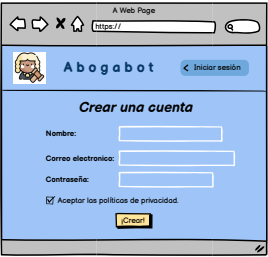 A Web Page
https://
Abogabot
Iniciar sesión
Crear una cuenta
Nombre:
Correo electronico:
Contraseña:
Aceptar las políticas de privacidad.
¡Crear!